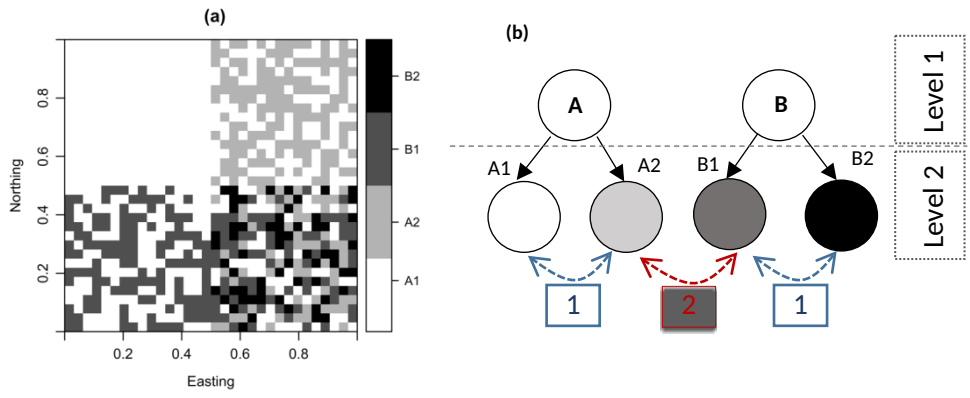 (a)
Northing
0.8
0.6
0.4
0.2
0.2 0.4 0.6 0.8
Easting
B2
B1
A2
A1
(b)
A B
A1 A2 B1 B2
1 2 1
Level 1
Level 2